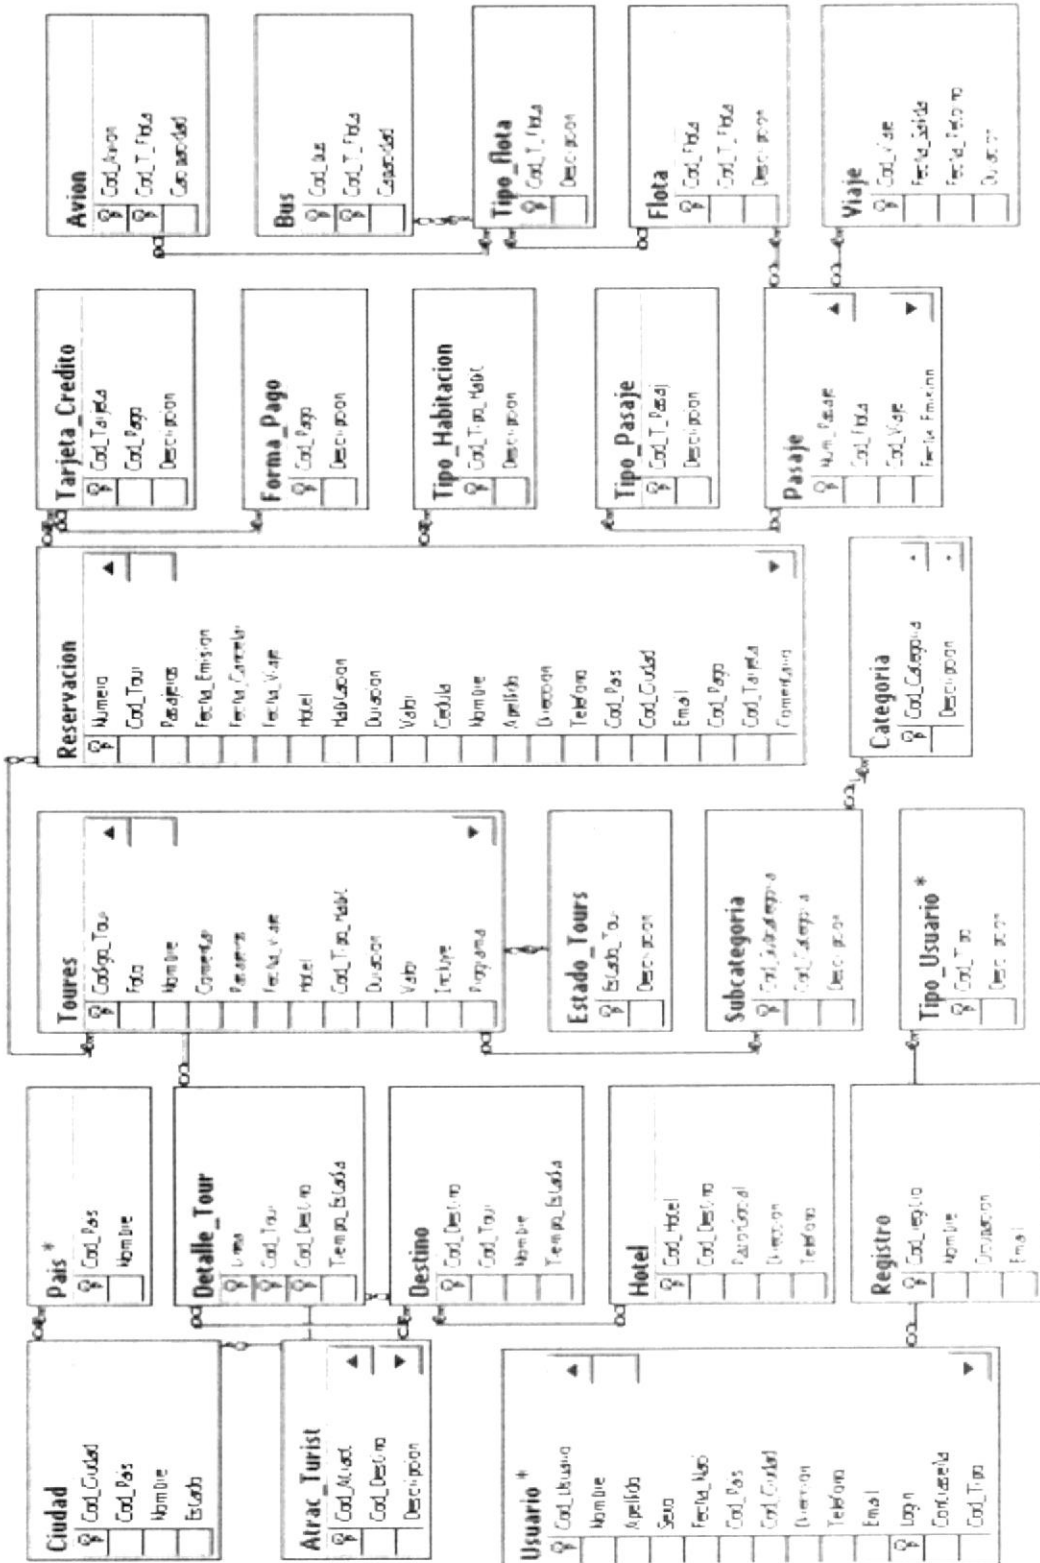 Usuario *
Cod_Usuario
Nombre
Apellido
Sexo
Fecha_Naci
Cod_Pais
Cod_Ciudad
Direccion
Telefono
Email
Login
Contraseña
Cod_Tipo
Atrac_Turist
Cod_Atract
Cod_Destino
Descripcion
Ciudad
Cod_Ciudad
Cod_Pais
Nombre
Estado
Registro
Cod_registro
Nombre
Ocupacion
Email
Hotel
Cod_Hotel
Cod_Destino
Direccion
Telefono
Destino
Cod_Destino
Cod_Tour
Nombre
Tiempo_Estadia
Detalle_Tour
Linea
Cod_Tour
Cod_Destino
Tiempo_Estadia
Pais *
Cod_Pais
Nombre
Tipo_Usuario *
Cod_Tipo
Descripcion
Subcategoria
Cod_Subcategoria
Cod_Categoria
Descripcion
Estado_Tours
Estado_Tour
Descripcion
Toures
Codigo_Tour
Foto
Nombre
Comentar
Pasajeros
Fecha_Viaje
Hotel
Cod_Tipo_Habit
Duracion
Valor
Incluye
Programa
Categoria
Cod_Categoria
Descripcion
Reservacion
Numero
Cod_Tour
Pasajeros
Fecha_Emision
Fecha_Cancelar
Fecha_Viaje
Hotel
Habitacion
Duracion
Valor
Cedula
Nombre
Apellido
Direccion
Telefono
Cod_Pais
Cod_Ciudad
Email
Cod_Pago
Cod_Tarjeta
Comentario
Pasaje
Num_Pasaje
Cod_Flota
Cod_Viaje
Fecha_Emision
Tipo_Pasaje
Cod_T_Pasaj
Descripcion
Tipo_Habitacion
Cod_Tipo_Habit
Descripcion
Forma_Pago
Cod_Pago
Descripcion
Tarjeta_Credito
Cod_Tarjeta
Cod_Pago
Descripcion
Viaje
Cod_Viaje
Fecha_Salida
Fecha_Retorno
Duracion
Flota
Cod_Flota
Cod_T_Flota
Descripcion
Tipo_flota
Cod_T_Flota
Descripcion
Bus
Cod_bus
Cod_T_Flota
Capacidad
Avion
Cod_Avion
Cod_T_Flota
Capacidad